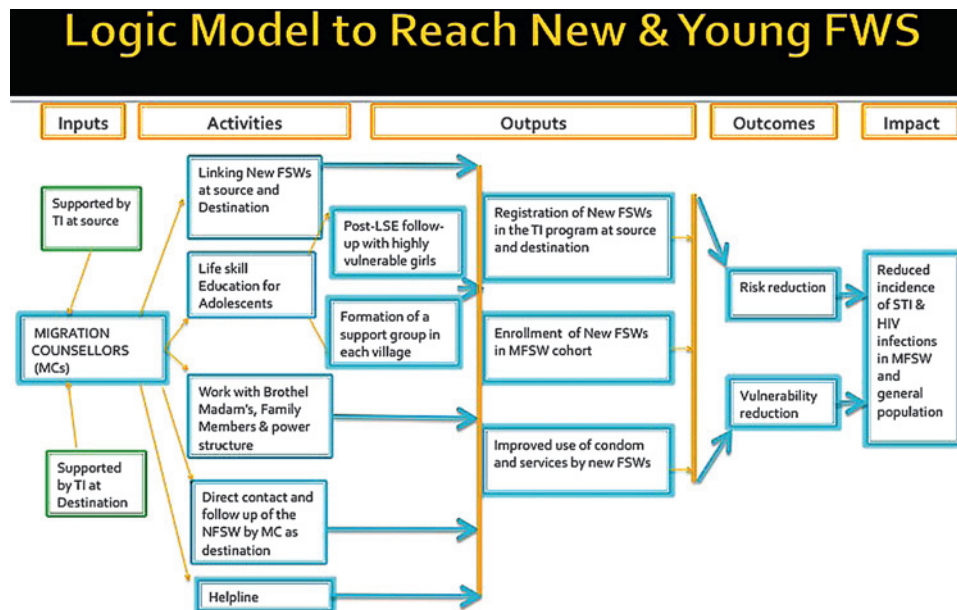 Logic Model to Reach New & Young FWS
Inputs
Activities
Outputs
Outcomes
Impact
Supported by
TI at source
MIGRATION
COUNSELLORS
(MCs)
Supported
by TI at
Destination
Linking New FSWs
at source and
Destination
Life skill
Education for
Adolescents
Work with Brothel
Madam's, Family
Members & power
structure
Direct contact and
follow up of the
NFSW by MC as
destination
Helpline
Post-LSE follow-
up with highly
vulnerable girls
Formation of a
support group in
each village
Registration of New FSWs
in the TI program at source
and destination
Enrollment of New FSWs
in MFSW cohort
Improved use of condom
and services by new FSWs
Risk reduction
Vulnerability
reduction
Reduced
incidence
of STI &
HIV
infections
in MFSW
and
general
population